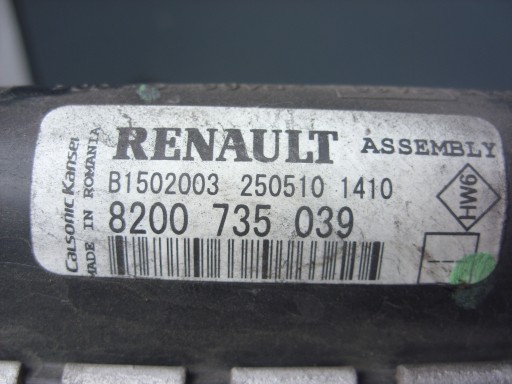 RENAULT ASSEMBLY
B1502003 250510 1410
8200 735 039
HW6
Calsonic Kansei
MADE IN ROMANIA